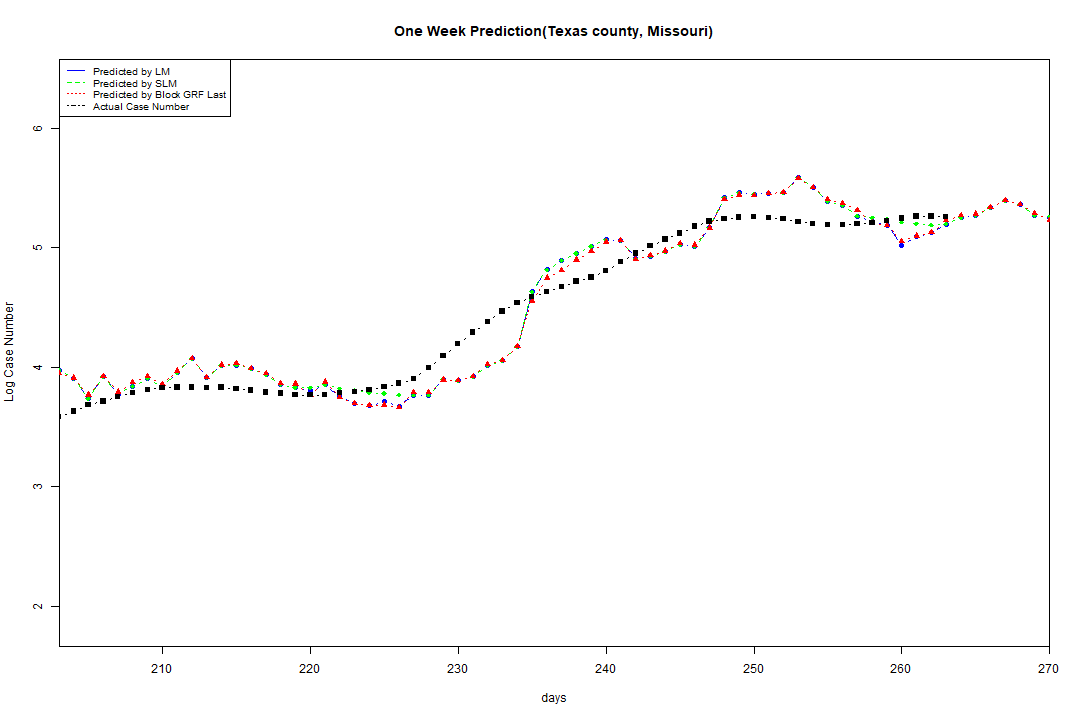 One Week Prediction(Texas county, Missouri)
Predicted by LM
Predicted by SLM
Predicted by Block GRF Last
Actual Case Number
Log Case Number
6
5
4
3
2
210 220 230 240 250 260 270
days